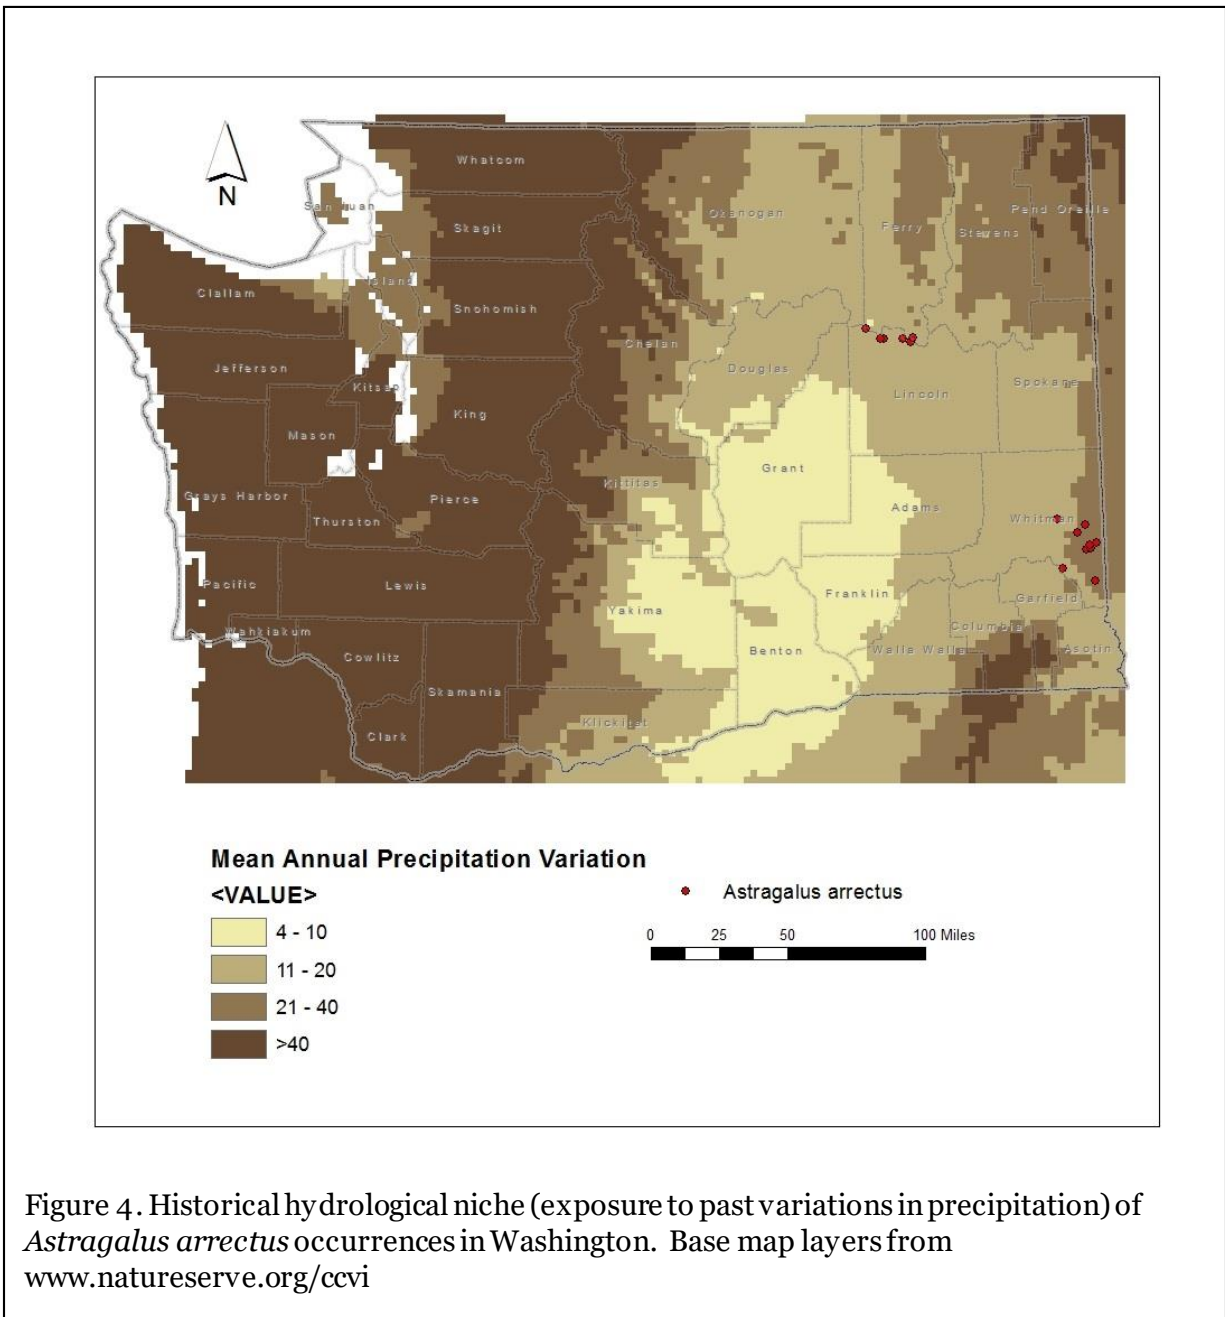 N
Whatcom
San Juan
Okanogan
Pend Oreille
Skagit
Ferry
Stevens
Island
Clallam
Snohomish
Chelan
Jefferson
Douglas
Kitsap
Spokane
Lincoln
King
Mason
Grant
Kittitas
Grays Harbor
Pierce
Adams
Thurston
Whitman
Pacific
Lewis
Franklin
Garfield
Yakima
Columbia
Wahkiakum
Benton
Walla Walla
Asotin
Cowlitz
Skamania
Klickitat
Clark
Mean Annual Precipitation Variation
<VALUE>
4 - 10
11 - 20
21 - 40
>40
Astragalus arrectus
0 25 50 100 Miles
Figure 4. Historical hydrological niche (exposure to past variations in precipitation) of
Astragalus arrectus occurrences in Washington. Base map layers from
www.natureserve.org/ccvi